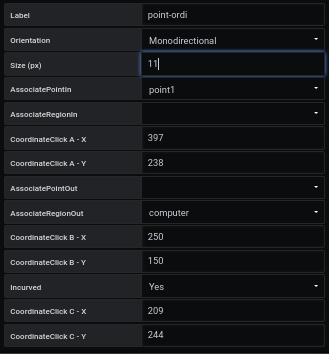 Label point-ordi
Orientation Monodirectional
Size (px) 11
AssociatePointIn point1
AssociateRegionIn
CoordinateClick A - X 397
CoordinateClick A - Y 238
AssociatePointOut
AssociateRegionOut computer
CoordinateClick B - X 250
CoordinateClick B - Y 150
Incurved Yes
CoordinateClick C - X 209
CoordinateClick C - Y 244